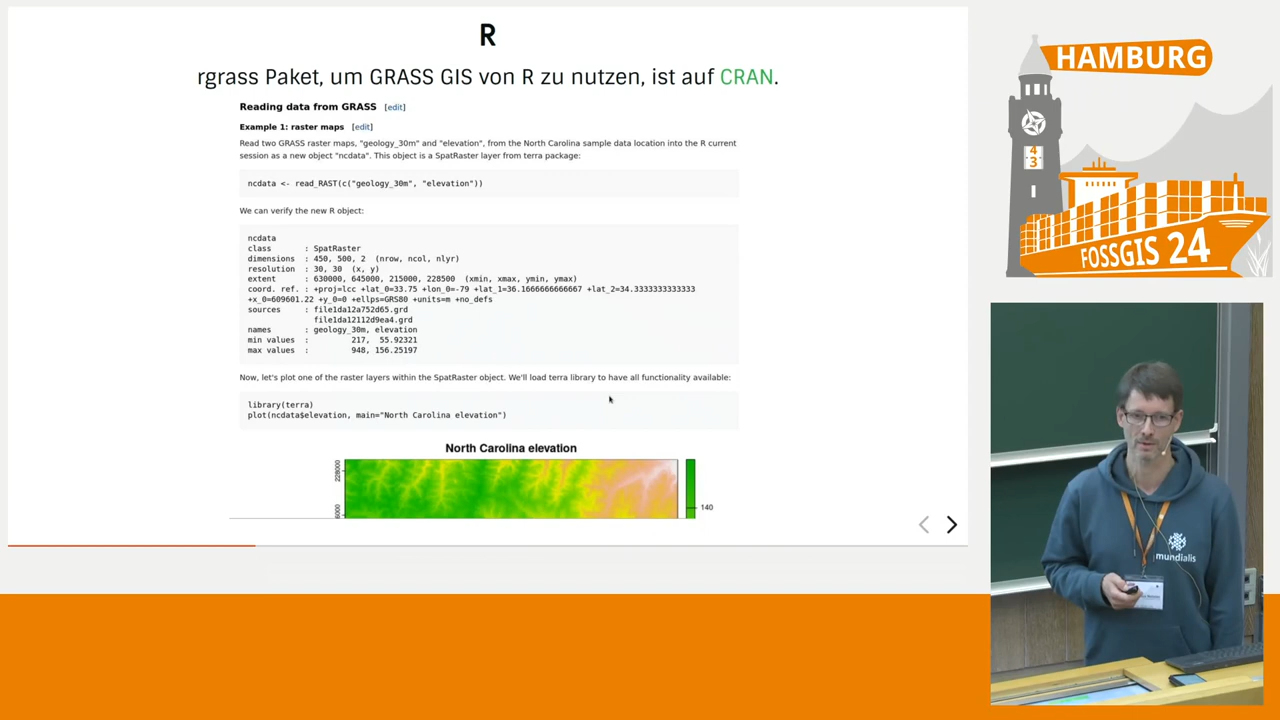 R
rgrass Paket, um GRASS GIS von R zu nutzen, ist auf CRAN.
Reading data from GRASS [edit]
Example 1: raster maps [edit]
Read two GRASS raster maps, "geology_30m" and "elevation", from the North Carolina sample data location into the R current
session as a new object "ncdata". This object is a SpatRaster layer from terra package:
ncdata <- read_RAST(c("geology_30m", "elevation"))
We can verify the new R object:
ncdata
class : SpatRaster
dimensions : 450, 500, 2 (nrow, ncol, nlyr)
resolution : 30, 30 (x, y)
extent : 630000, 645000, 215000, 228500 (xmin, xmax, ymin, ymax)
coord. ref. : +proj=lcc +lat_0=33.75 +lon_0=-79 +lat_1=36.1666666666667 +lat_2=34.3333333333333
+x_0=609601.22 +y_0=0 +ellps=GRS80 +units=m +no_defs
sources : file1da12a752d65.grd
file1da12112d9ea4.grd
names : geology_30m, elevation
min values : 217, 55.92321
max values : 948, 156.25197
Now, let's plot one of the raster layers within the SpatRaster object. We'll load terra library to have all functionality available:
library(terra)
plot(ncdata$elevation, main="North Carolina elevation")
North Carolina elevation
228000
140
HAMBURG
4
3
FOSSGIS 24
mundialis